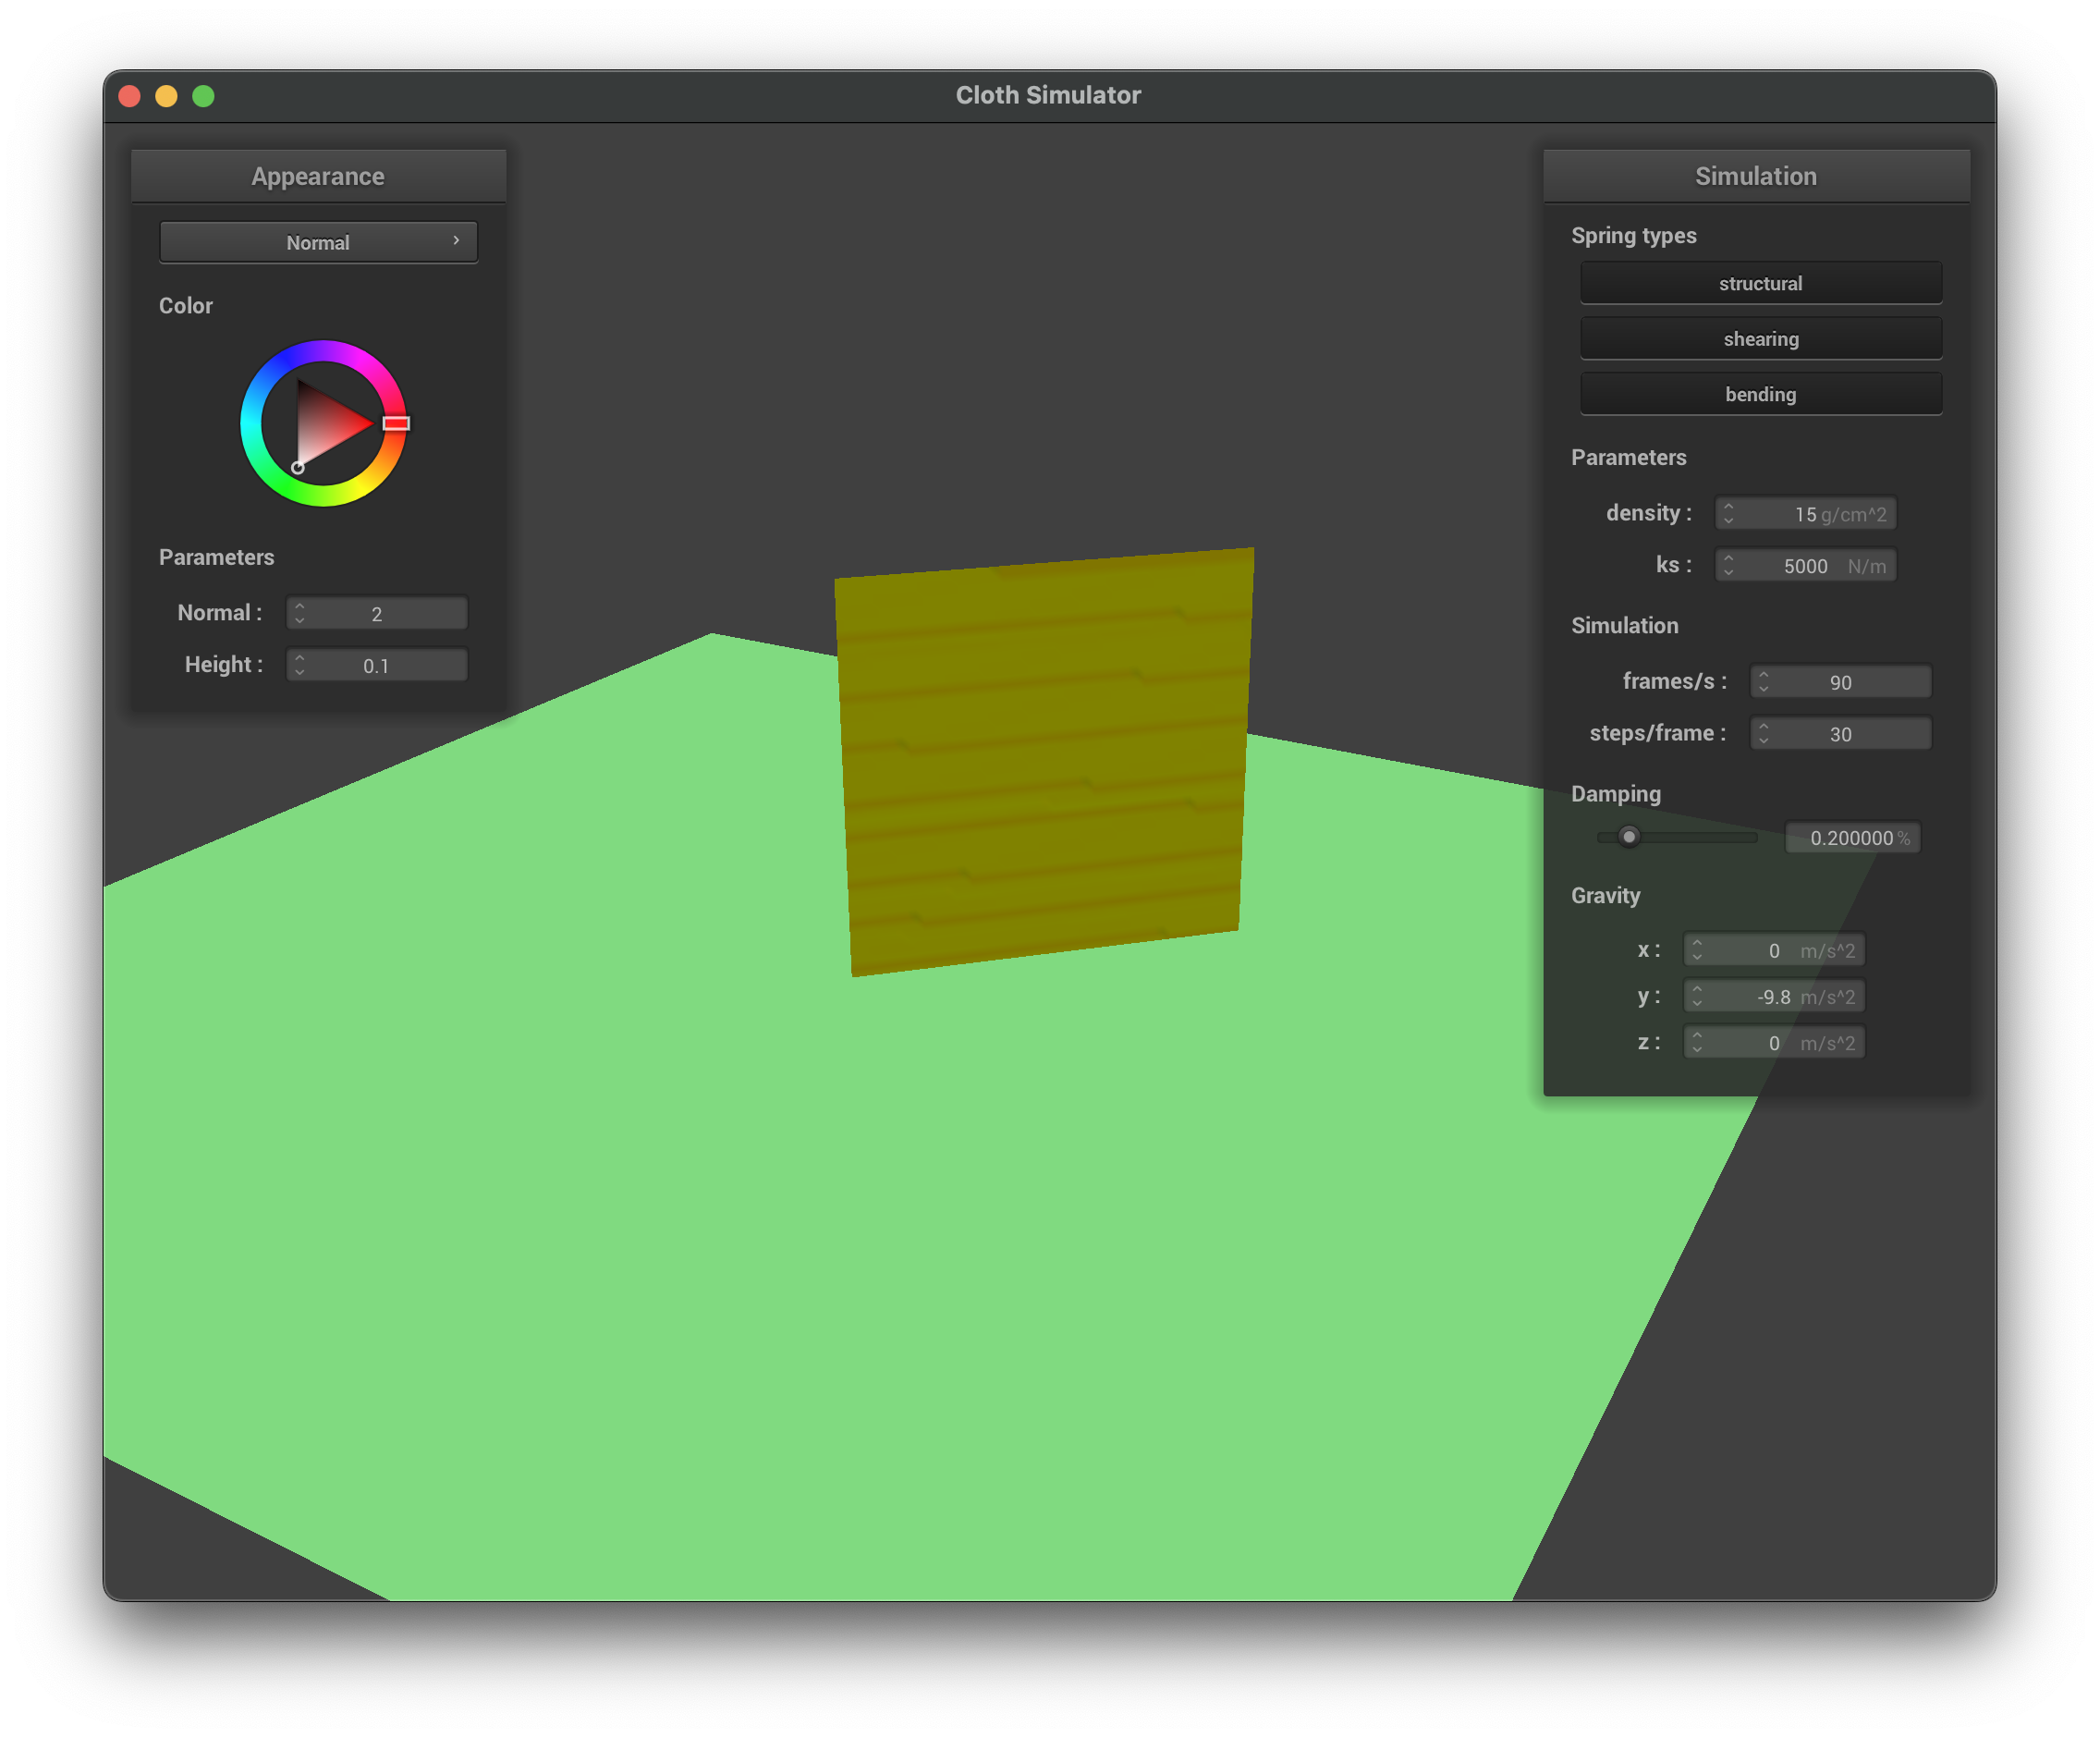 Cloth Simulator
Appearance
Normal
Color
Parameters
Normal : 2
Height : 0.1
Simulation
Spring types
structural
shearing
bending
Parameters
density : 15 g/cm^2
ks : 5000 N/m
Simulation
frames/s : 90
steps/frame : 30
Damping
0.200000 %
Gravity
x : 0 m/s^2
y : -9.8 m/s^2
z : 0 m/s^2